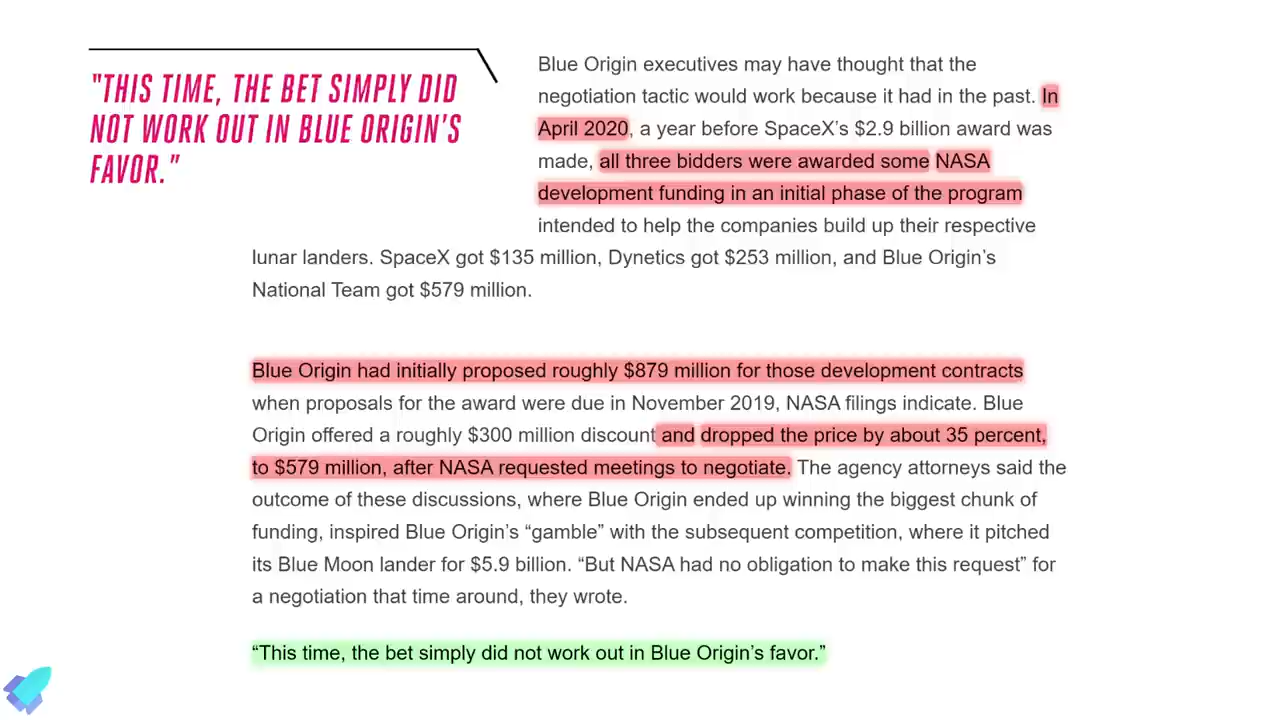 "THIS TIME, THE BET SIMPLY DID
NOT WORK OUT IN BLUE ORIGIN'S
FAVOR."
Blue Origin executives may have thought that the
negotiation tactic would work because it had in the past. In
April 2020, a year before SpaceX’s $2.9 billion award was
made, all three bidders were awarded some NASA
development funding in an initial phase of the program
intended to help the companies build up their respective
lunar landers. SpaceX got $135 million, Dynetics got $253 million, and Blue Origin’s
National Team got $579 million.
Blue Origin had initially proposed roughly $879 million for those development contracts
when proposals for the award were due in November 2019, NASA filings indicate. Blue
Origin offered a roughly $300 million discount and dropped the price by about 35 percent,
to $579 million, after NASA requested meetings to negotiate. The agency attorneys said the
outcome of these discussions, where Blue Origin ended up winning the biggest chunk of
funding, inspired Blue Origin’s “gamble” with the subsequent competition, where it pitched
its Blue Moon lander for $5.9 billion. “But NASA had no obligation to make this request” for
a negotiation that time around, they wrote.
“This time, the bet simply did not work out in Blue Origin’s favor.”